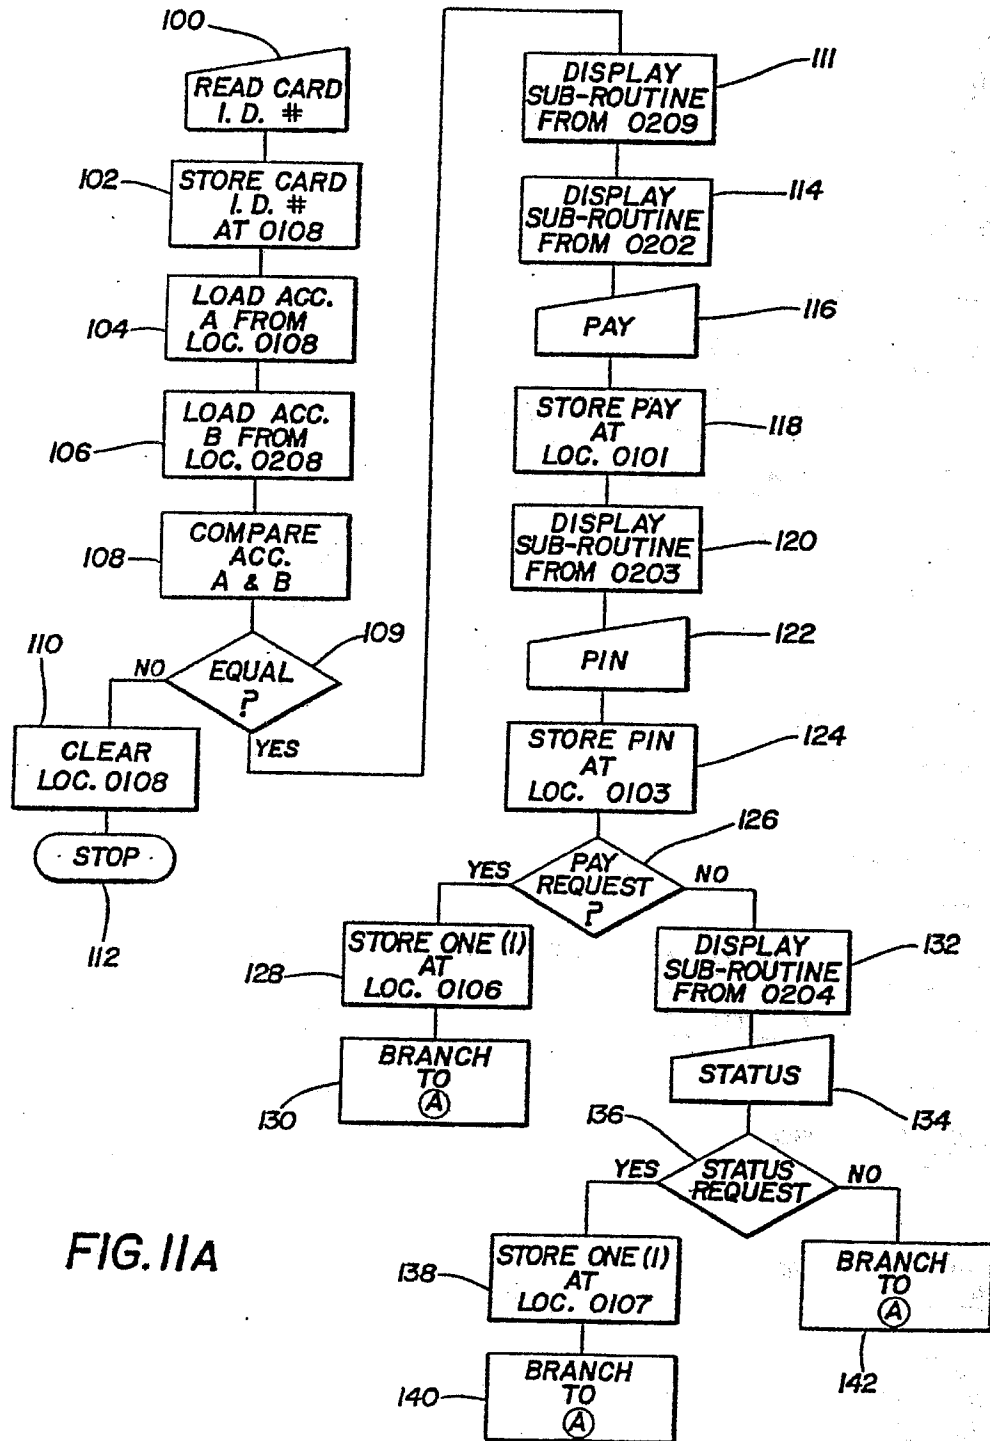 100
READ CARD
I.D. #
102
STORE CARD
I.D. #
AT 0108
104
LOAD ACC.
A FROM
LOC. 0108
106
LOAD ACC.
B FROM
LOC. 0208
108
COMPARE
ACC.
A & B
109
EQUAL
?
NO
YES
110
CLEAR
LOC. 0108
STOP
112
DISPLAY
SUB-ROUTINE
FROM 0209
111
DISPLAY
SUB-ROUTINE
FROM 0202
114
PAY
116
STORE PAY
AT
LOC. 0101
118
DISPLAY
SUB-ROUTINE
FROM 0203
120
PIN
122
STORE PIN
AT
LOC. 0103
124
PAY
REQUEST
?
126
YES
NO
STORE ONE (1)
AT
LOC. 0106
128
BRANCH
TO
A
130
DISPLAY
SUB-ROUTINE
FROM 0204
132
STATUS
134
136
STATUS
REQUEST
YES
NO
STORE ONE (1)
AT
LOC. 0107
138
BRANCH
TO
A
140
BRANCH
TO
A
142
FIG. 11A